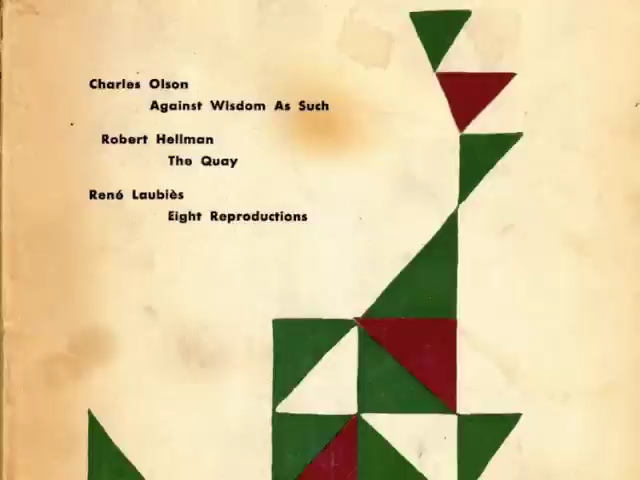 Charles Olson
Against Wisdom As Such
Robert Hellman
The Quay
René Laubiès
Eight Reproductions